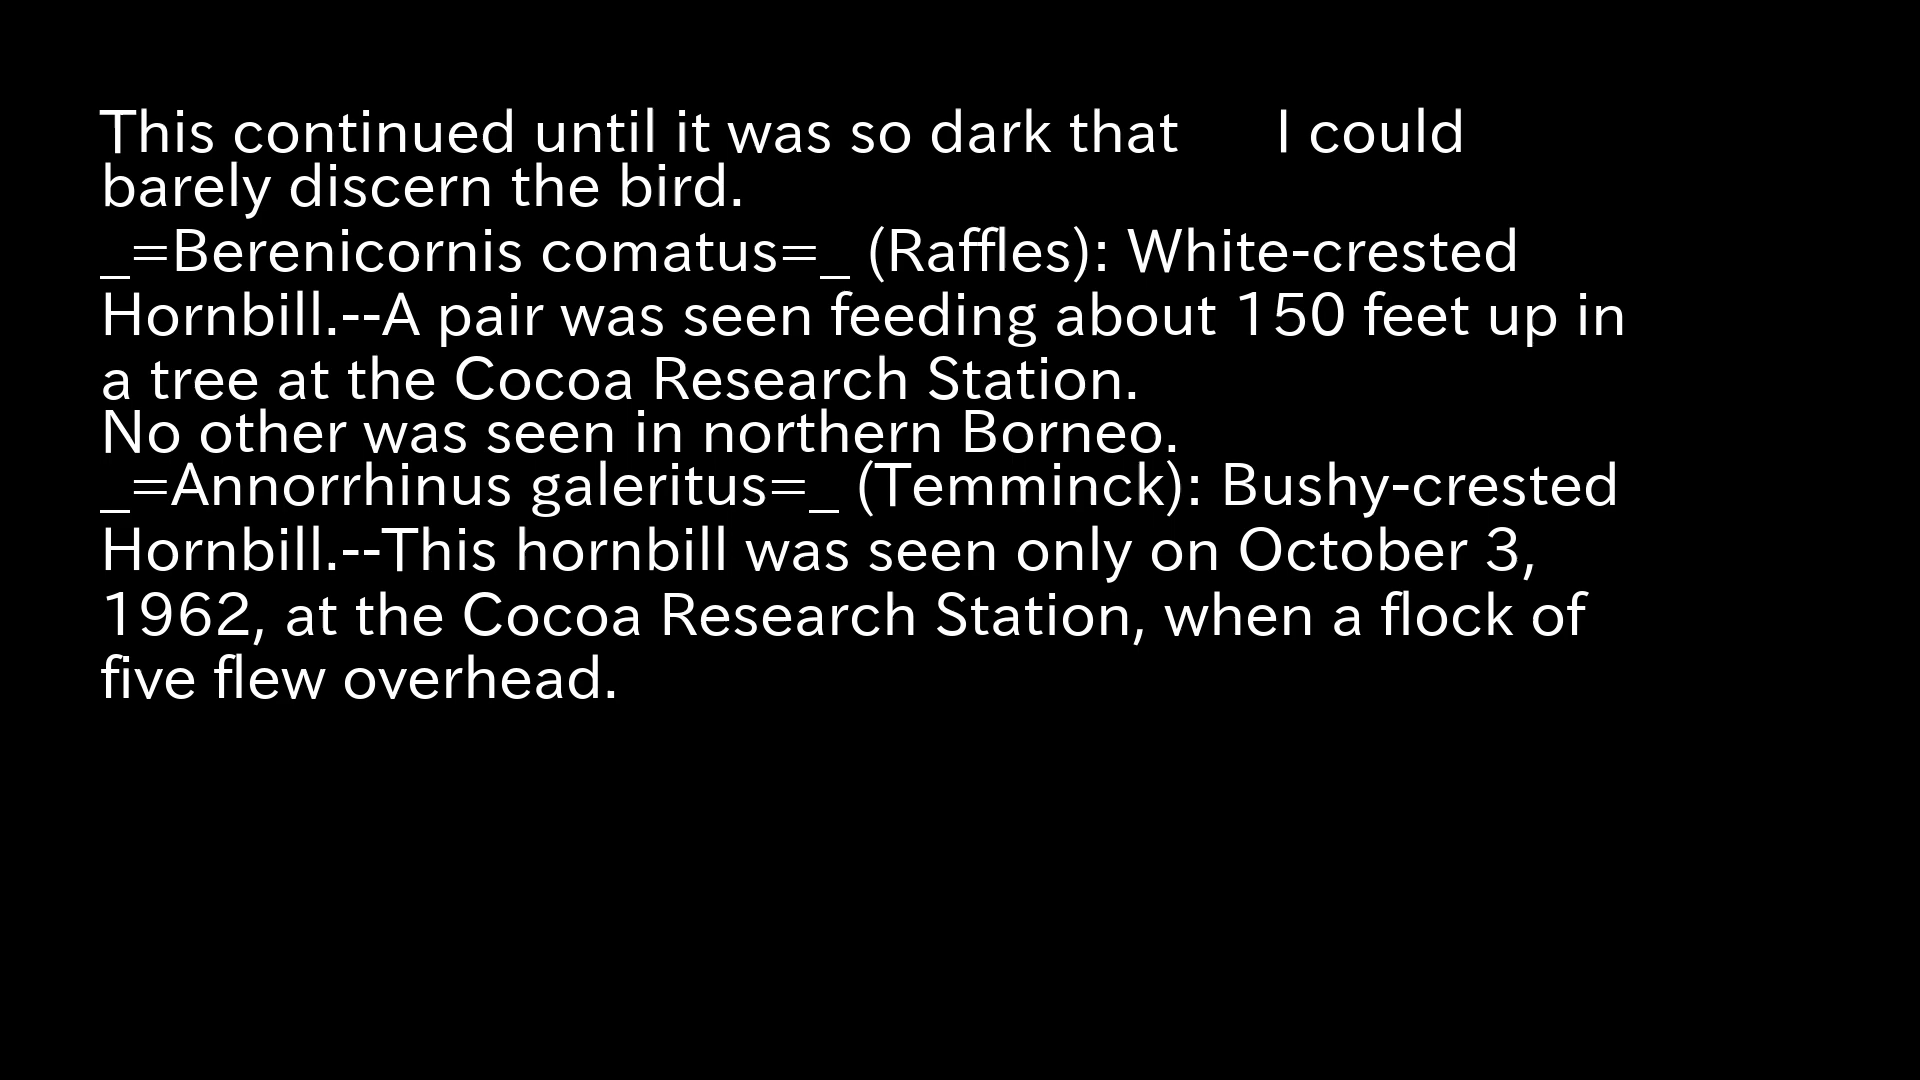 This continued until it was so dark that      I could
barely discern the bird.
_=Berenicornis comatus=_ (Raffles): White-crested
Hornbill.--A pair was seen feeding about 150 feet up in
a tree at the Cocoa Research Station.
No other was seen in northern Borneo.
_=Annorrhinus galeritus=_ (Temminck): Bushy-crested
Hornbill.--This hornbill was seen only on October 3,
1962, at the Cocoa Research Station, when a flock of
five flew overhead.